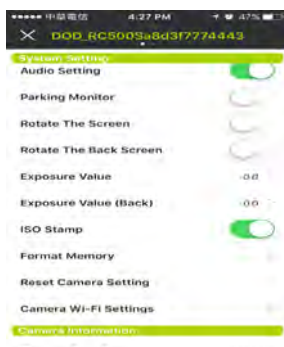 中華電信 4:27 PM 47%
DOD_RC500Sa8d3f7774443
System Setting
Audio Setting
Parking Monitor
Rotate The Screen
Rotate The Back Screen
Exposure Value -0.0
Exposure Value (Back) -0.0
ISO Stamp
Format Memory
Reset Camera Setting
Camera Wi-Fi Settings
Camera Information